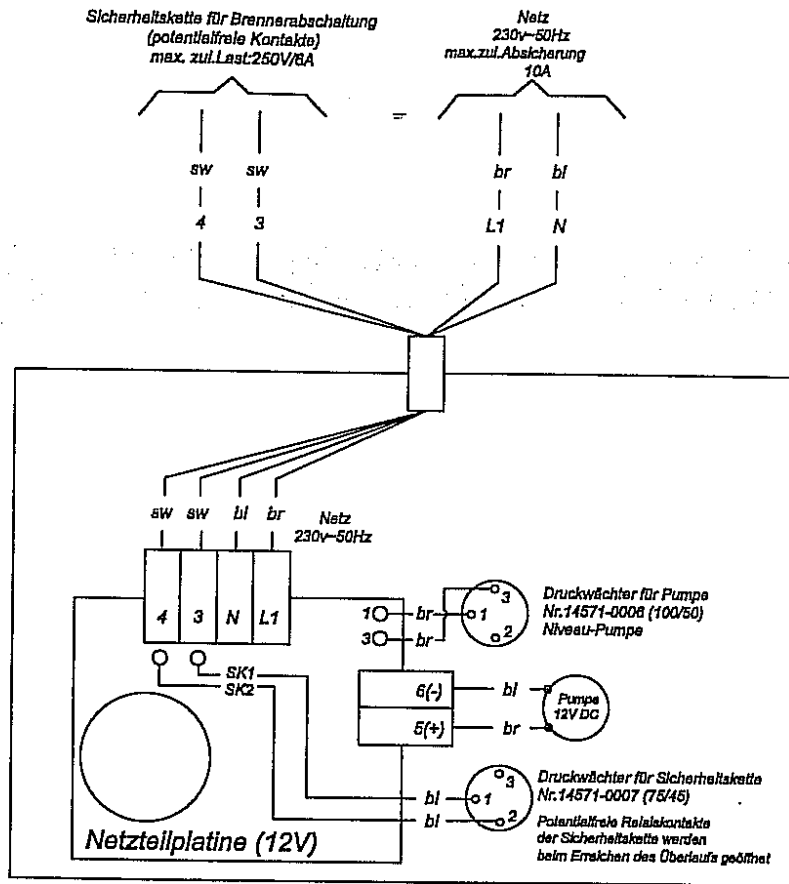 Sicherheitskette für Brennerabschaltung
(potentialfreie Kontakte)
max. zul.Last:250V/6A
Netz
230v~50Hz
max.zul.Absicherung
10A
=
sw
sw
br
bl
4
3
L1
N
sw
sw
bl
br
Netz
230v~50Hz
4
3
N
L1
1
br
1
3
2
3
br
Druckwächter für Pumpe
Nr.14571-0006 (100/50)
Niveau-Pumpe
SK1
SK2
6(-)
bl
5(+)
br
Pumpe
12V DC
bl
1
3
2
bl
Druckwächter für Sicherheitskette
Nr.14571-0007 (75/45)
Potentialfreie Relaiskontakte
der Sicherheitskette werden
beim Erreichen des Überlaufs geöffnet
Netzteilplatine (12V)